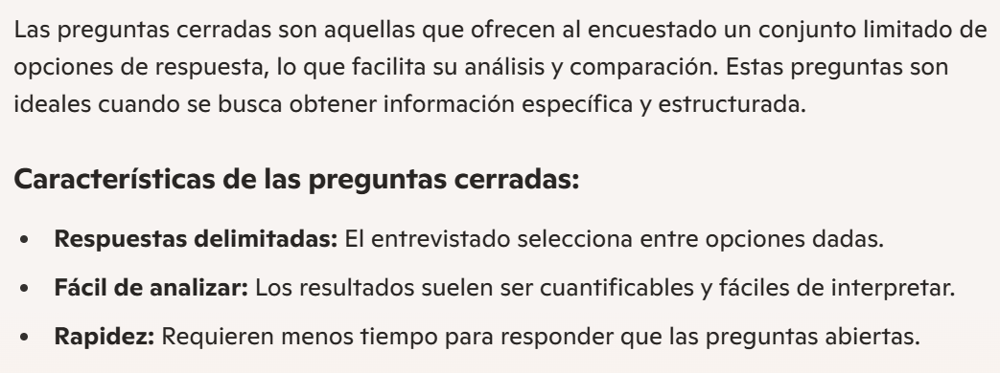 Las preguntas cerradas son aquellas que ofrecen al encuestado un conjunto limitado de
opciones de respuesta, lo que facilita su análisis y comparación. Estas preguntas son
ideales cuando se busca obtener información específica y estructurada.
Características de las preguntas cerradas:
• Respuestas delimitadas: El entrevistado selecciona entre opciones dadas.
• Fácil de analizar: Los resultados suelen ser cuantificables y fáciles de interpretar.
• Rapidez: Requieren menos tiempo para responder que las preguntas abiertas.